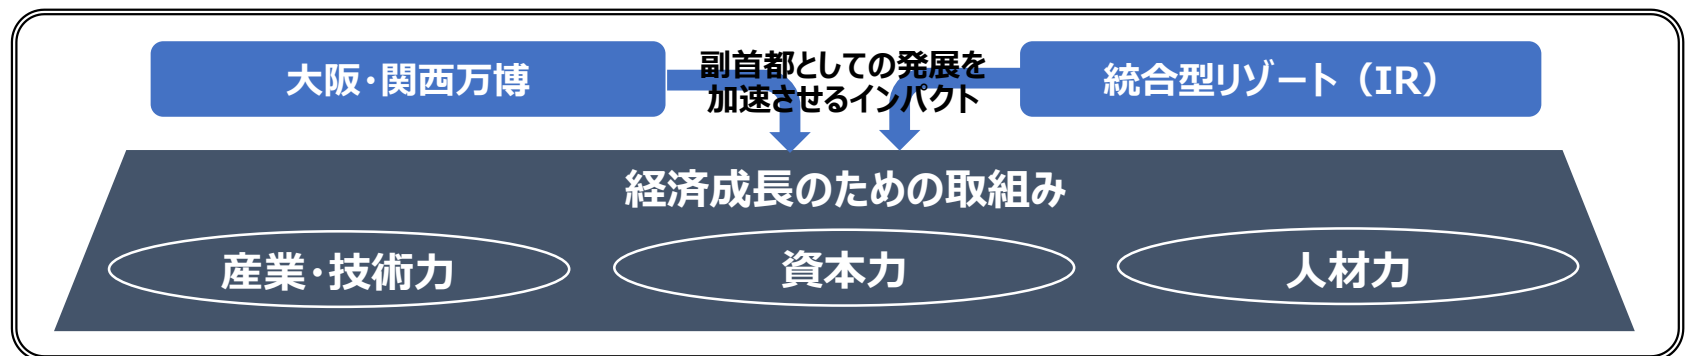 大阪・関西万博
副首都としての発展を
加速させるインパクト
統合型リゾート（IR）
経済成長のための取組み
産業・技術力
資本力
人材力